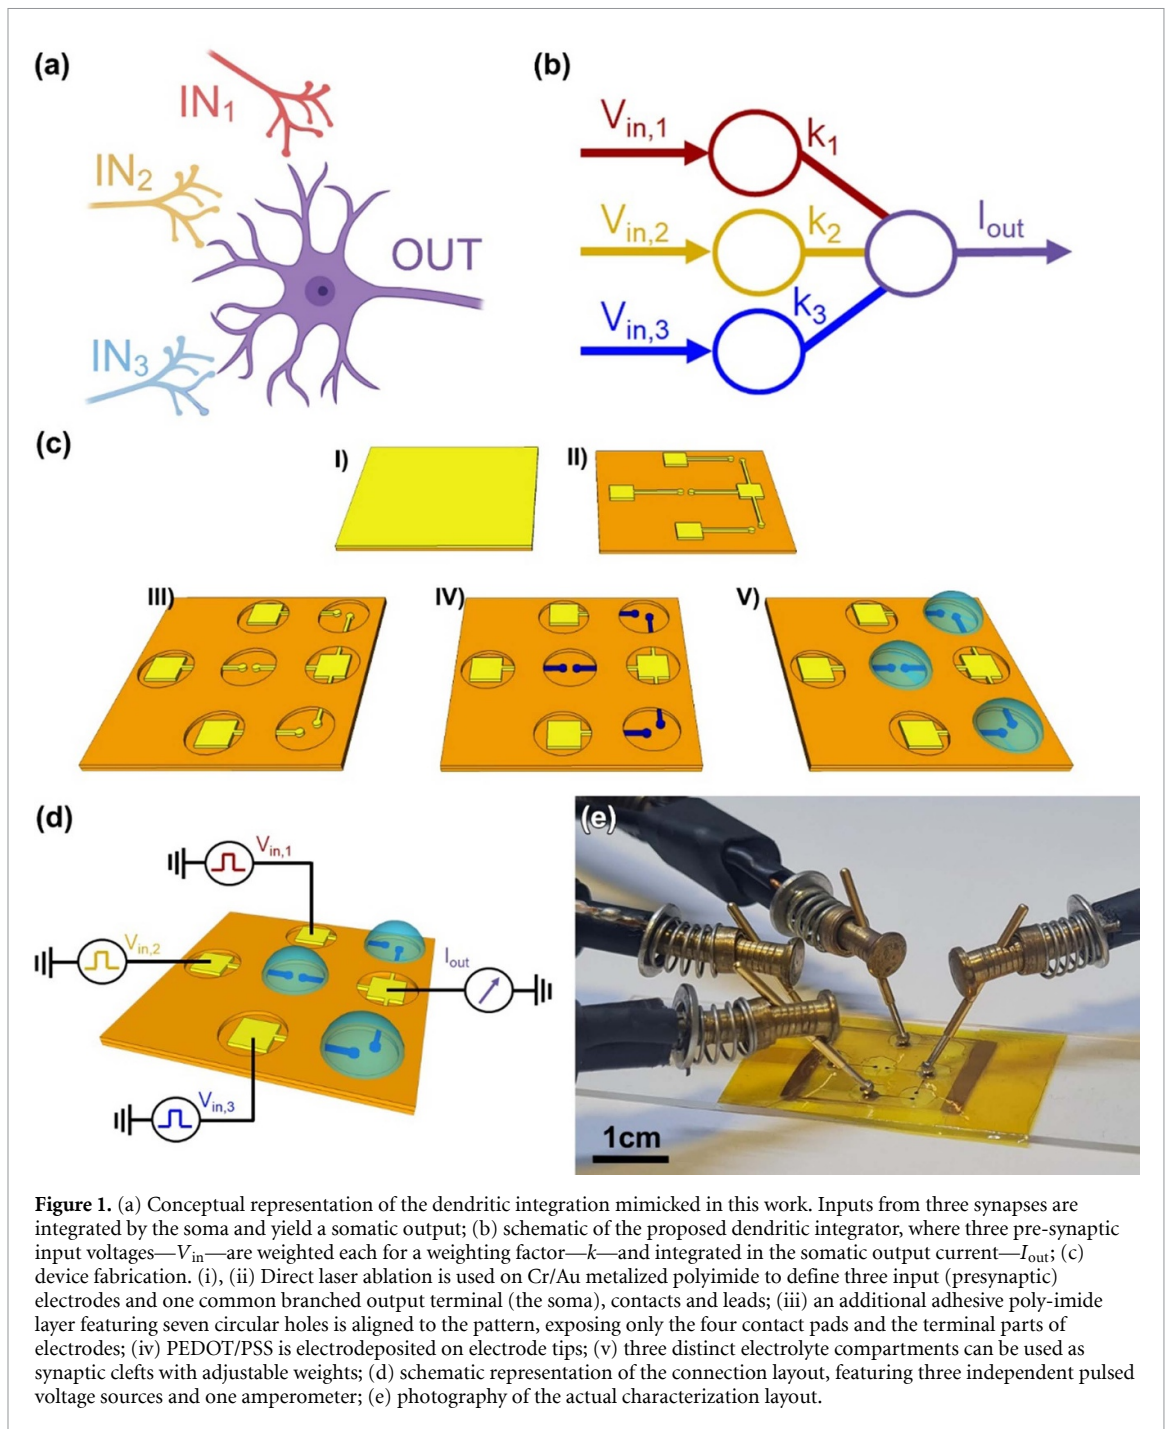 (a)
IN1
IN2
OUT
IN3
(b)
Vin,1
k1
Vin,2
k2
Iout
Vin,3
k3
(c)
I)
II)
III)
IV)
V)
(d)
Vin,1
Vin,2
Iout
Vin,3
(e)
1cm
Figure 1. (a) Conceptual representation of the dendritic integration mimicked in this work. Inputs from three synapses are
integrated by the soma and yield a somatic output; (b) schematic of the proposed dendritic integrator, where three pre-synaptic
input voltages—Vin—are weighted each for a weighting factor—k—and integrated in the somatic output current—Iout; (c)
device fabrication. (i), (ii) Direct laser ablation is used on Cr/Au metalized polyimide to define three input (presynaptic)
electrodes and one common branched output terminal (the soma), contacts and leads; (iii) an additional adhesive poly-imide
layer featuring seven circular holes is aligned to the pattern, exposing only the four contact pads and the terminal parts of
electrodes; (iv) PEDOT/PSS is electrodeposited on electrode tips; (v) three distinct electrolyte compartments can be used as
synaptic clefts with adjustable weights; (d) schematic representation of the connection layout, featuring three independent pulsed
voltage sources and one amperometer; (e) photography of the actual characterization layout.